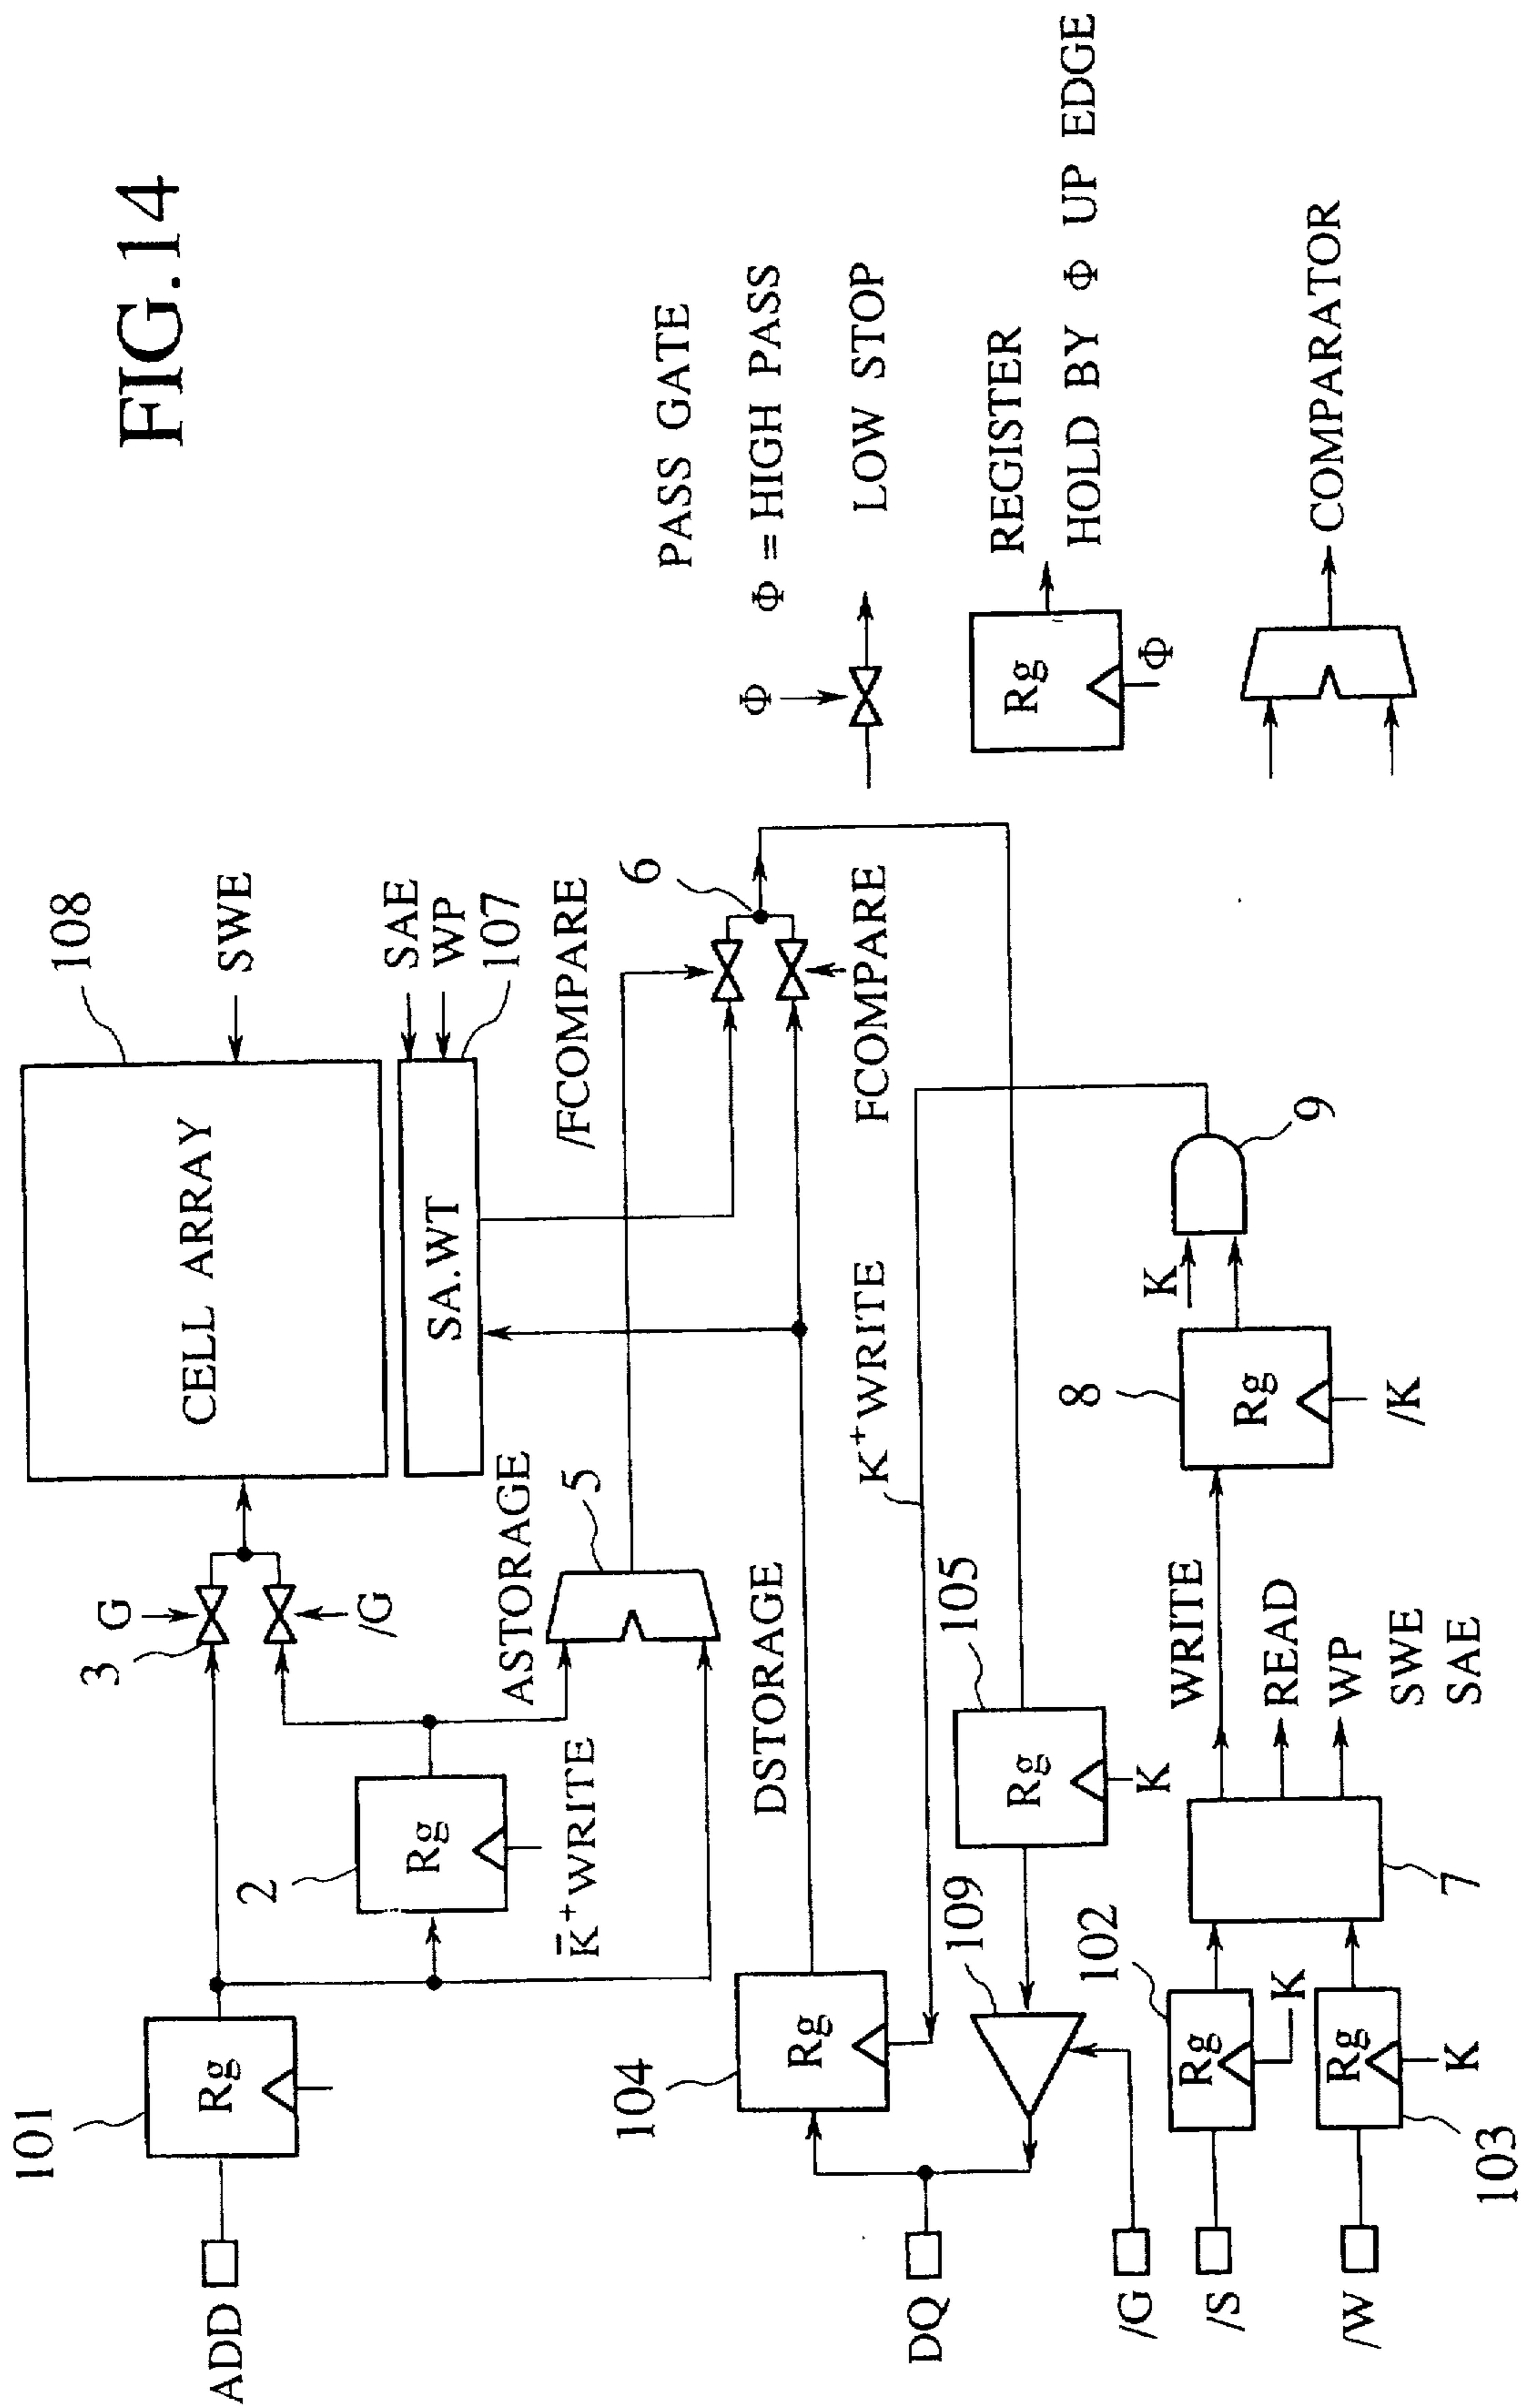 FIG.14
108
CELL ARRAY
SWE
SAE
WP
107
SA.WT
3
G
/G
101
Rg
ADD
2
Rg
K̄⁺WRITE
ASTORAGE
5
/FCOMPARE
6
FCOMPARE
DSTORAGE
104
Rg
K⁺WRITE
105
Rg
K
109
DQ
/G
/S
/W
102
Rg
K
103
Rg
K
7
WRITE
READ
WP
SWE
SAE
8
Rg
/K
K
9
PASS GATE
Φ
Φ = HIGH PASS
LOW STOP
REGISTER
Rg
Φ
HOLD BY Φ UP EDGE
COMPARATOR